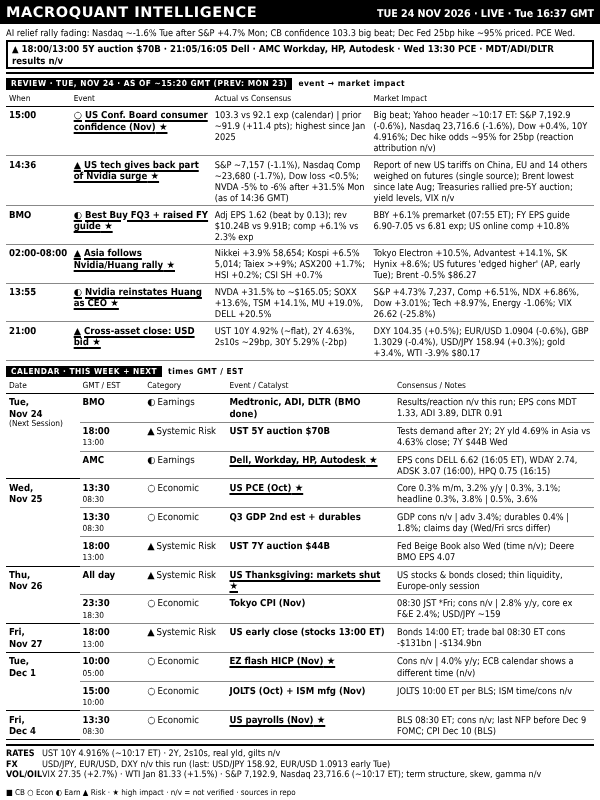 MACROQUANT INTELLIGENCE
TUE 24 NOV 2026 · LIVE · Tue 16:37 GMT
AI relief rally fading: Nasdaq ~-1.6% Tue after S&P +4.7% Mon; CB confidence 103.3 big beat; Dec Fed 25bp hike ~95% priced. PCE Wed.
▲ 18:00/13:00 5Y auction $70B · 21:05/16:05 Dell · AMC Workday, HP, Autodesk · Wed 13:30 PCE · MDT/ADI/DLTR
results n/v
REVIEW · TUE, NOV 24 · AS OF ~15:20 GMT (PREV: MON 23) event → market impact
When Event Actual vs Consensus Market Impact
15:00
○ US Conf. Board consumer
confidence (Nov) ★
103.3 vs 92.1 exp (calendar) | prior
~91.9 (+11.4 pts); highest since Jan
2025
Big beat; Yahoo header ~10:17 ET: S&P 7,192.9
(-0.6%), Nasdaq 23,716.6 (-1.6%), Dow +0.4%, 10Y
4.916%; Dec hike odds ~95% for 25bp (reaction
attribution n/v)
14:36
▲ US tech gives back part
of Nvidia surge ★
S&P ~7,157 (-1.1%), Nasdaq Comp
~23,680 (-1.7%), Dow loss <0.5%;
NVDA -5% to -6% after +31.5% Mon
(as of 14:36 GMT)
Report of new US tariffs on China, EU and 14 others
weighed on futures (single source); Brent lowest
since late Aug; Treasuries rallied pre-5Y auction;
yield levels, VIX n/v
BMO
◐ Best Buy FQ3 + raised FY
guide ★
Adj EPS 1.62 (beat by 0.13); rev
$10.24B vs 9.91B; comp +6.1% vs
2.3% exp
BBY +6.1% premarket (07:55 ET); FY EPS guide
6.90-7.05 vs 6.81 exp; US online comp +10.8%
02:00-08:00
▲ Asia follows
Nvidia/Huang rally ★
Nikkei +3.9% 58,654; Kospi +6.5%
5,014; Taiex >+9%; ASX200 +1.7%;
HSI +0.2%; CSI SH +0.7%
Tokyo Electron +10.5%, Advantest +14.1%, SK
Hynix +8.6%; US futures 'edged higher' (AP, early
Tue); Brent -0.5% $86.27
13:55
◐ Nvidia reinstates Huang
as CEO ★
NVDA +31.5% to ~$165.05; SOXX
+13.6%, TSM +14.1%, MU +19.0%,
DELL +20.5%
S&P +4.73% 7,237, Comp +6.51%, NDX +6.86%,
Dow +3.01%; Tech +8.97%, Energy -1.06%; VIX
26.62 (-25.8%)
21:00
▲ Cross-asset close: USD
bid ★
UST 10Y 4.92% (~flat), 2Y 4.63%,
2s10s ~29bp, 30Y 5.29% (-2bp)
DXY 104.35 (+0.5%); EUR/USD 1.0904 (-0.6%), GBP
1.3029 (-0.4%), USD/JPY 158.94 (+0.3%); gold
+3.4%, WTI -3.9% $80.17
CALENDAR · THIS WEEK + NEXT times GMT / EST
Date GMT / EST Category Event / Catalyst Consensus / Notes
Tue,
Nov 24
(Next Session)
BMO
◐ Earnings
Medtronic, ADI, DLTR (BMO
done)
Results/reaction n/v this run; EPS cons MDT
1.33, ADI 3.89, DLTR 0.91
18:00
13:00
▲ Systemic Risk
UST 5Y auction $70B
Tests demand after 2Y; 2Y yld 4.69% in Asia vs
4.63% close; 7Y $44B Wed
AMC
◐ Earnings
Dell, Workday, HP, Autodesk ★
EPS cons DELL 6.62 (16:05 ET), WDAY 2.74,
ADSK 3.07 (16:00), HPQ 0.75 (16:15)
Wed,
Nov 25
13:30
08:30
○ Economic
US PCE (Oct) ★
Core 0.3% m/m, 3.2% y/y | 0.3%, 3.1%;
headline 0.3%, 3.8% | 0.5%, 3.6%
13:30
08:30
○ Economic
Q3 GDP 2nd est + durables
GDP cons n/v | adv 3.4%; durables 0.4% |
1.8%; claims day (Wed/Fri srcs differ)
18:00
13:00
▲ Systemic Risk
UST 7Y auction $44B
Fed Beige Book also Wed (time n/v); Deere
BMO EPS 4.07
Thu,
Nov 26
All day
▲ Systemic Risk
US Thanksgiving: markets shut
★
US stocks & bonds closed; thin liquidity,
Europe-only session
23:30
18:30
○ Economic
Tokyo CPI (Nov)
08:30 JST *Fri; cons n/v | 2.8% y/y, core ex
F&E 2.4%; USD/JPY ~159
Fri,
Nov 27
18:00
13:00
▲ Systemic Risk
US early close (stocks 13:00 ET)
Bonds 14:00 ET; trade bal 08:30 ET cons
-$131bn | -$134.9bn
Tue,
Dec 1
10:00
05:00
○ Economic
EZ flash HICP (Nov) ★
Cons n/v | 4.0% y/y; ECB calendar shows a
different time (n/v)
15:00
10:00
○ Economic
JOLTS (Oct) + ISM mfg (Nov)
JOLTS 10:00 ET per BLS; ISM time/cons n/v
Fri,
Dec 4
13:30
08:30
○ Economic
US payrolls (Nov) ★
BLS 08:30 ET; cons n/v; last NFP before Dec 9
FOMC; CPI Dec 10 (BLS)
RATES UST 10Y 4.916% (~10:17 ET) · 2Y, 2s10s, real yld, gilts n/v
FX USD/JPY, EUR/USD, DXY n/v this run (last: USD/JPY 158.92, EUR/USD 1.0913 early Tue)
VOL/OIL VIX 27.35 (+2.7%) · WTI Jan 81.33 (+1.5%) · S&P 7,192.9, Nasdaq 23,716.6 (~10:17 ET); term structure, skew, gamma n/v
■ CB ○ Econ ◐ Earn ▲ Risk · ★ high impact · n/v = not verified · sources in repo